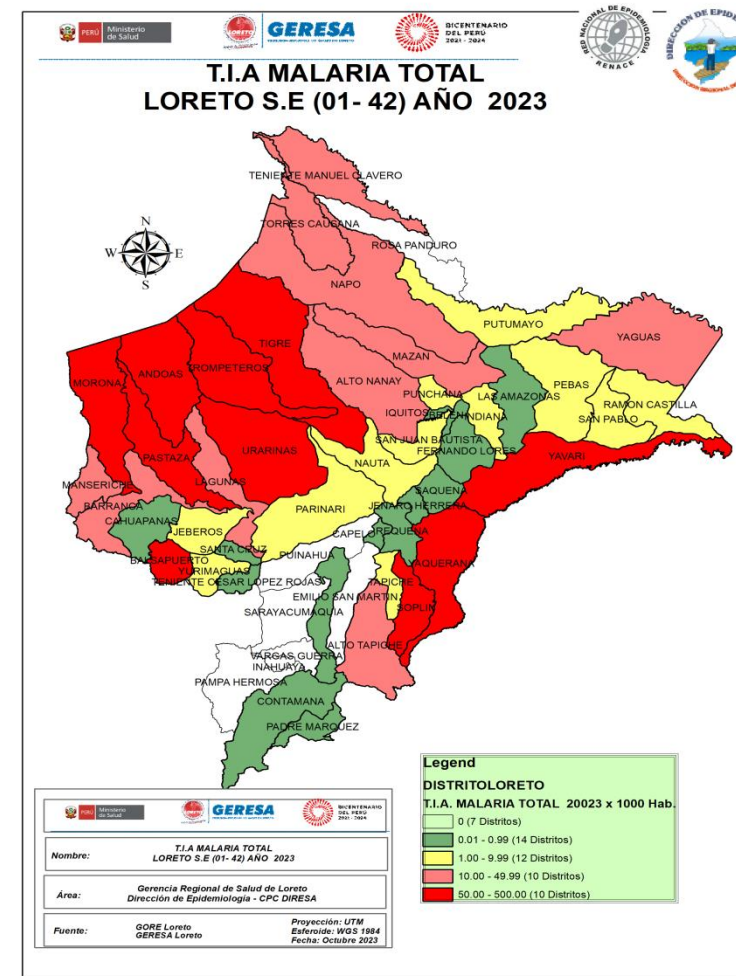 PERÚ
Ministerio
de Salud
LORETO
GERESA
GERENCIA REGIONAL DE SALUD DE LORETO
BICENTENARIO
DEL PERÚ
2021 - 2024
RED NACIONAL DE EPIDEMIOLOGIA
RENACE
T.I.A MALARIA TOTAL
LORETO S.E (01- 42) AÑO 2023
N
W
E
S
TENIENTE MANUEL CLAVERO
TORRES CAUSANA
ROSA PANDURO
NAPO
PUTUMAYO
YAGUAS
TIGRE
MAZAN
ANDOAS
TROMPETEROS
MORONA
ALTO NANAY
PEBAS
PUNCHANA
LAS AMAZONAS
RAMON CASTILLA
IQUITOS
BELEN
INDIANA
SAN PABLO
SAN JUAN BAUTISTA
FERNANDO LORES
URARINAS
PASTAZA
YAVARI
NAUTA
LAGUNAS
MANSERICHE
SAQUENA
BARRANCA
PARINARI
JENARO HERRERA
CAHUAPANAS
JEBEROS
CAPELO
REQUENA
SANTA CRUZ
PUINAHUA
BALSAPUERTO
YAQUERANA
YURIMAGUAS
TENIENTE CESAR LOPEZ ROJAS
TAPICHE
EMILIO SAN MARTIN
SOPLIN
SARAYACU
MAQUIA
ALTO TAPICHE
VARGAS GUERRA
INAHUAYA
PAMPA HERMOSA
CONTAMANA
PADRE MARQUEZ
Legend
DISTRITOLORETO
T.I.A. MALARIA TOTAL 20023 x 1000 Hab.
0 (7 Distritos)
0.01 - 0.99 (14 Distritos)
1.00 - 9.99 (12 Distritos)
10.00 - 49.99 (10 Distritos)
50.00 - 500.00 (10 Distritos)
PERÚ
Ministerio
de Salud
GERESA
BICENTENARIO
DEL PERÚ
2021 - 2024
Nombre:
T.I.A MALARIA TOTAL
LORETO S.E (01- 42) AÑO 2023
Área:
Gerencia Regional de Salud de Loreto
Dirección de Epidemiología - CPC DIRESA
Fuente:
GORE Loreto
GERESA Loreto
Proyección: UTM
Esferoide: WGS 1984
Fecha: Octubre 2023